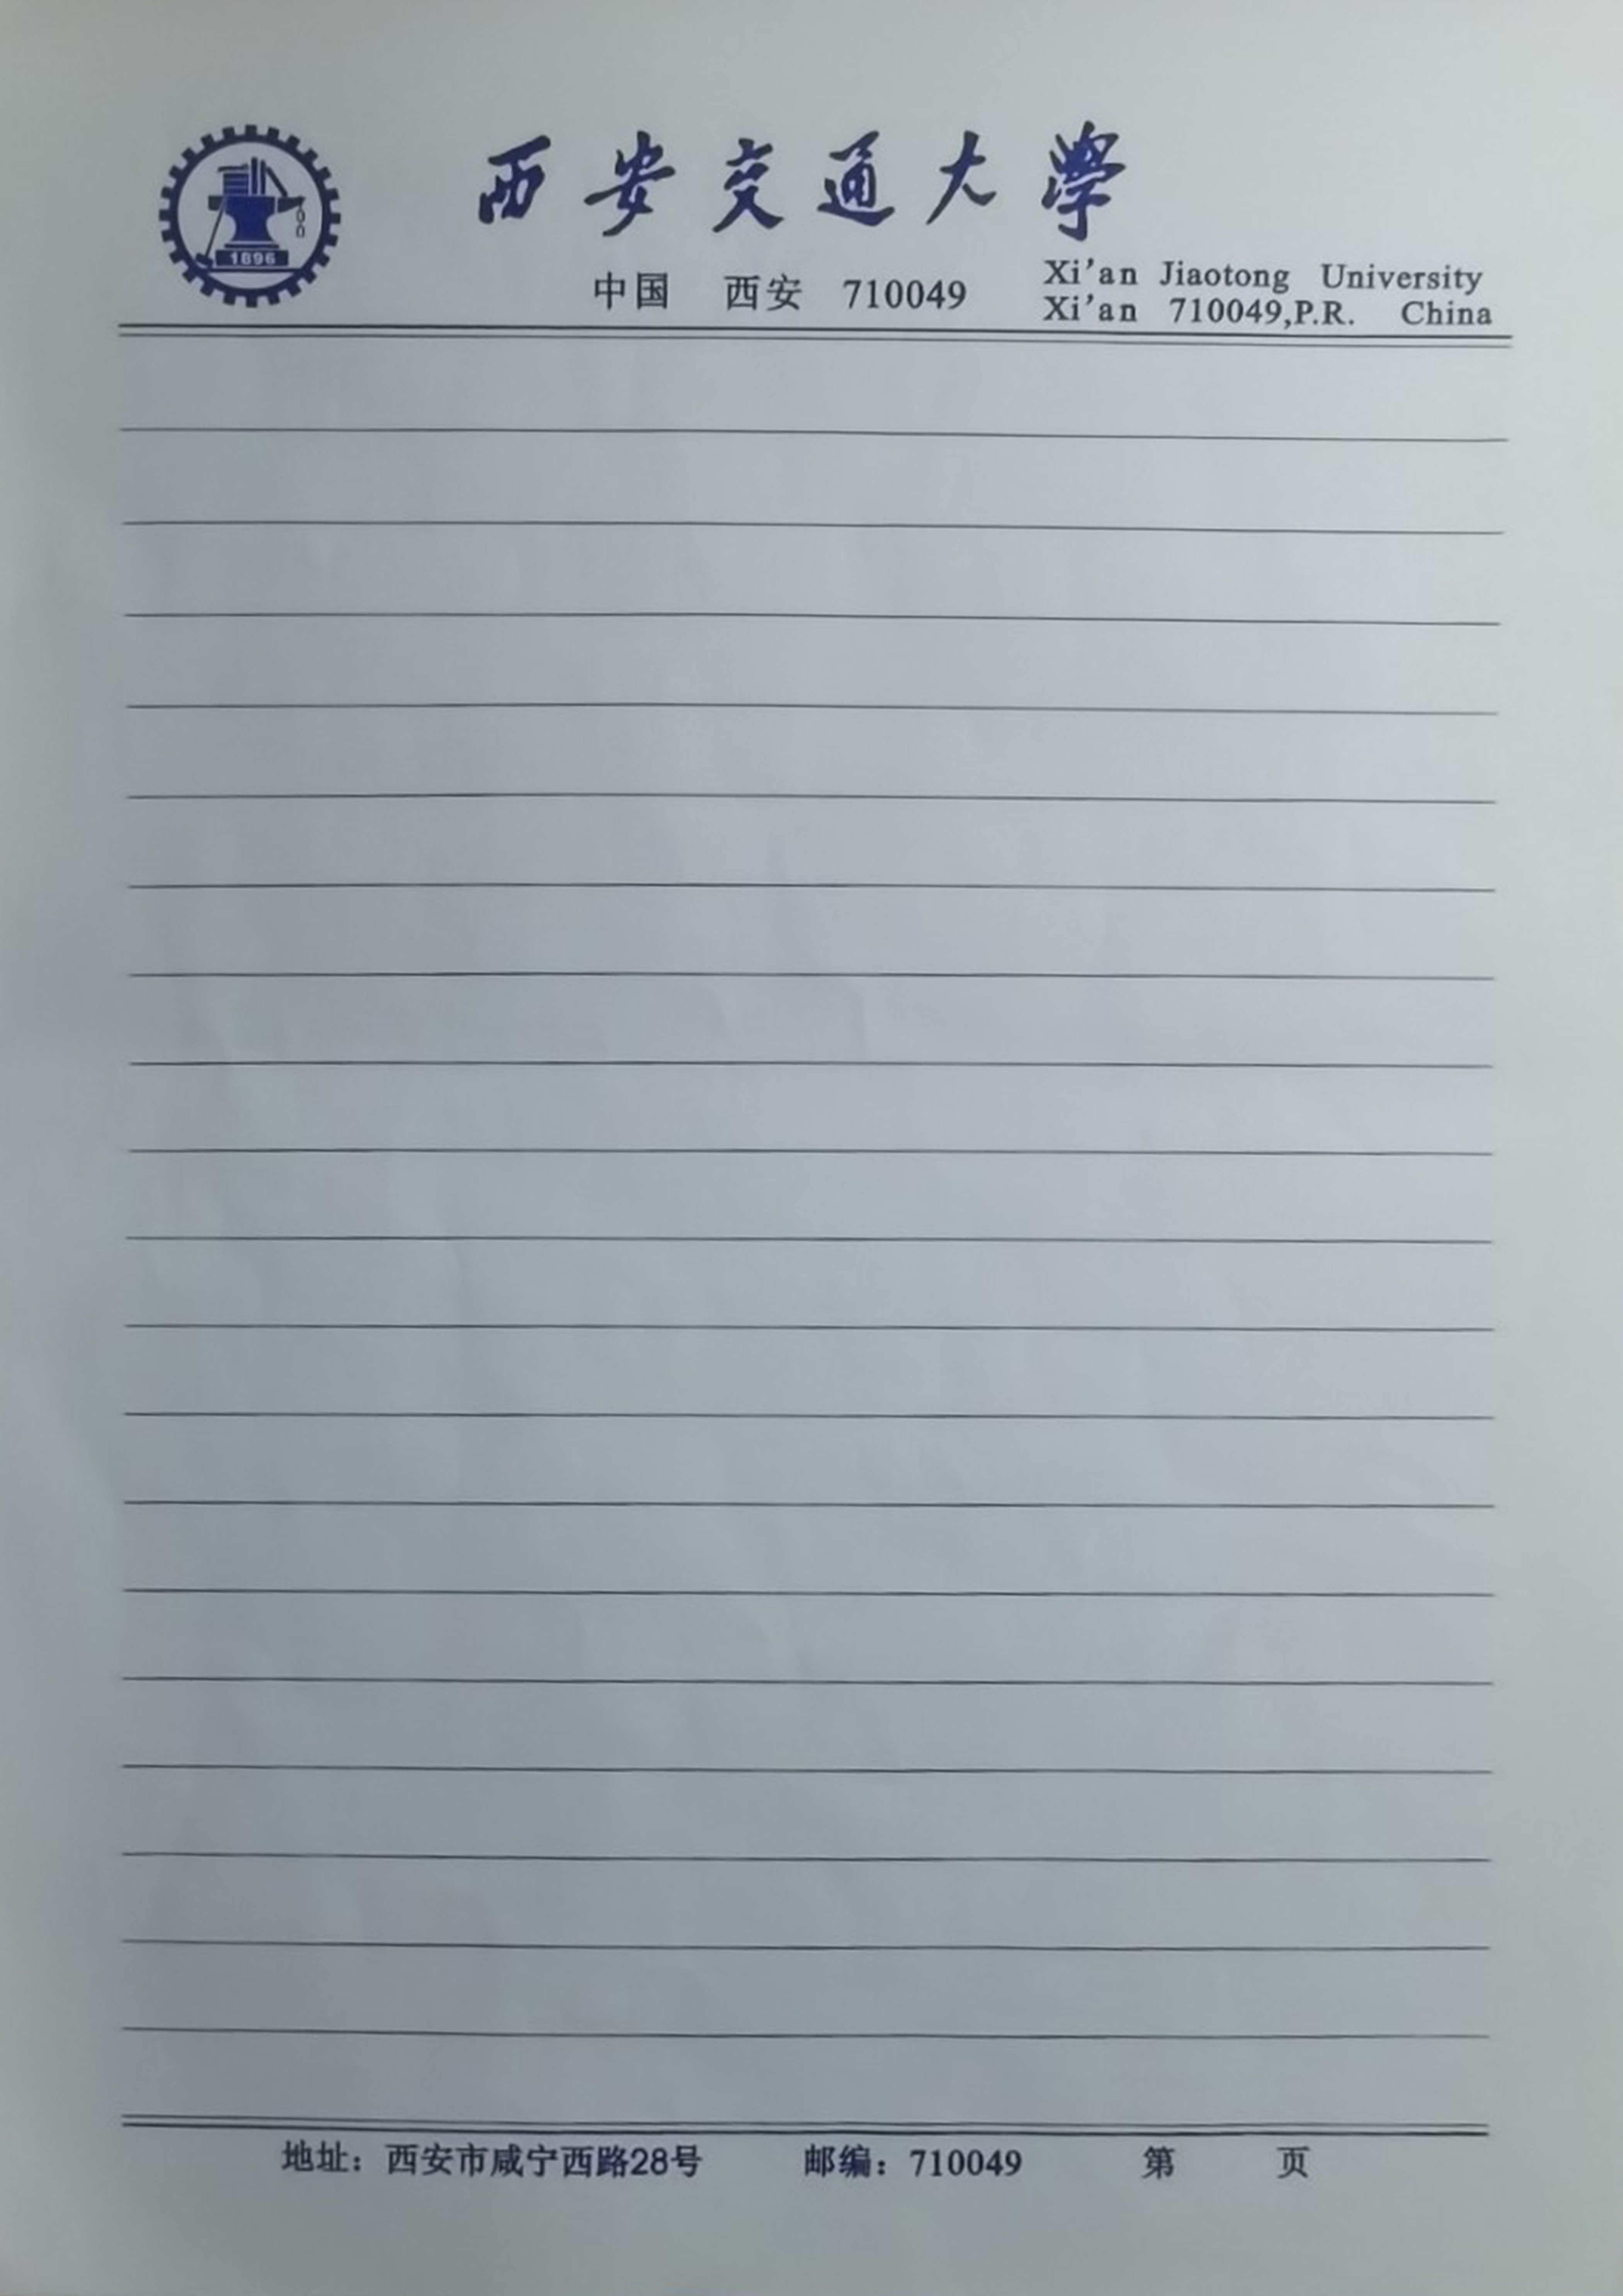 西安交通大學
1896
中国 西安 710049
Xi'an Jiaotong University
Xi'an 710049,P.R. China
地址：西安市咸宁西路28号 邮编：710049 第 页